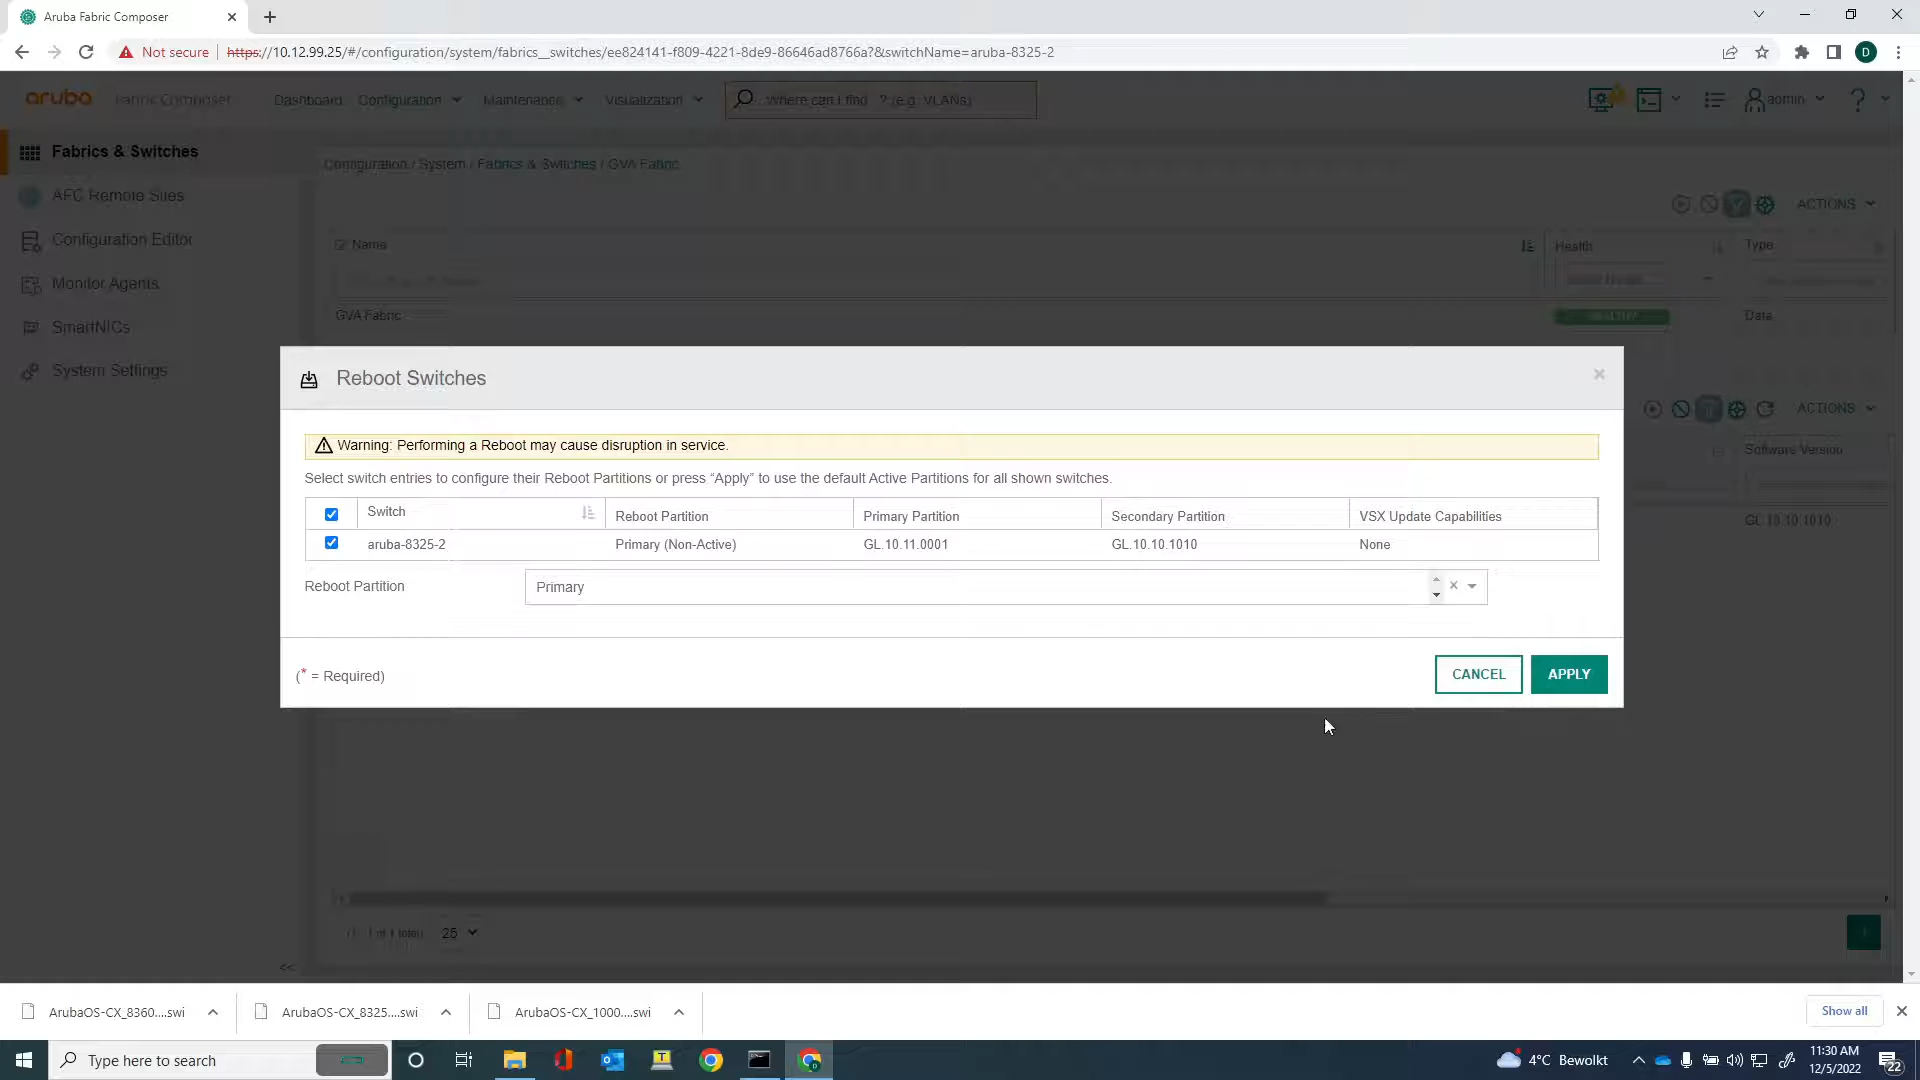 Aruba Fabric Composer
Not secure https://10.12.99.25/#/configuration/system/fabrics__switches/ee824141-f809-4221-8de9-86646ad8766a?&switchName=aruba-8325-2
D
aruba Fabric Composer Dashboard Configuration Maintenance Visualization Where can I find ? (e.g. VLANs) admin ?
Fabrics & Switches
AFC Remote Sites
Configuration Editor
Monitor Agents
SmartNICs
System Settings
Configuration / System / Fabrics & Switches / GVA Fabric
ACTIONS
Name Health Type
GVA Fabric Data
ACTIONS
Software Version
GL.10.10.1010
Reboot Switches
Warning: Performing a Reboot may cause disruption in service.
Select switch entries to configure their Reboot Partitions or press “Apply” to use the default Active Partitions for all shown switches.
Switch Reboot Partition Primary Partition Secondary Partition VSX Update Capabilities
aruba-8325-2 Primary (Non-Active) GL.10.11.0001 GL.10.10.1010 None
Reboot Partition Primary
(* = Required)
CANCEL APPLY
25
<<
ArubaOS-CX_8360....swi ArubaOS-CX_8325....swi ArubaOS-CX_1000....swi Show all
Type here to search
4°C Bewolkt
11:30 AM
12/5/2022
22